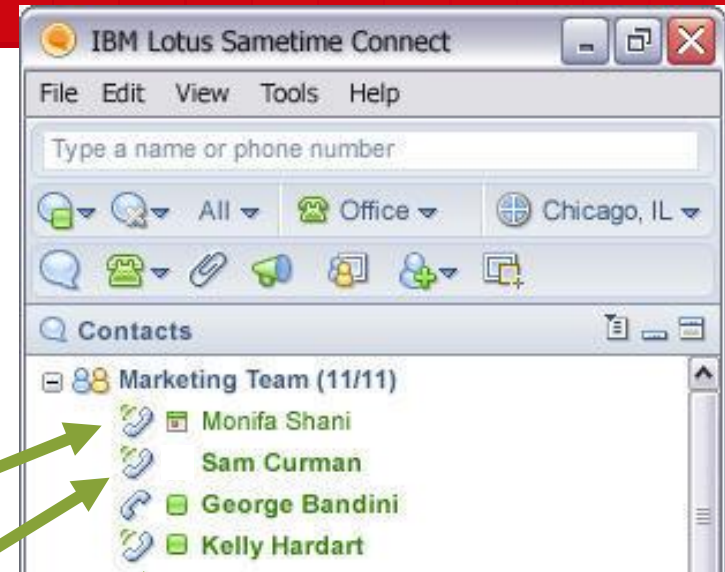 IBM Lotus Sametime Connect
File Edit View Tools Help
Type a name or phone number
All Office Chicago, IL
Contacts
Marketing Team (11/11)
Monifa Shani
Sam Curman
George Bandini
Kelly Hardart